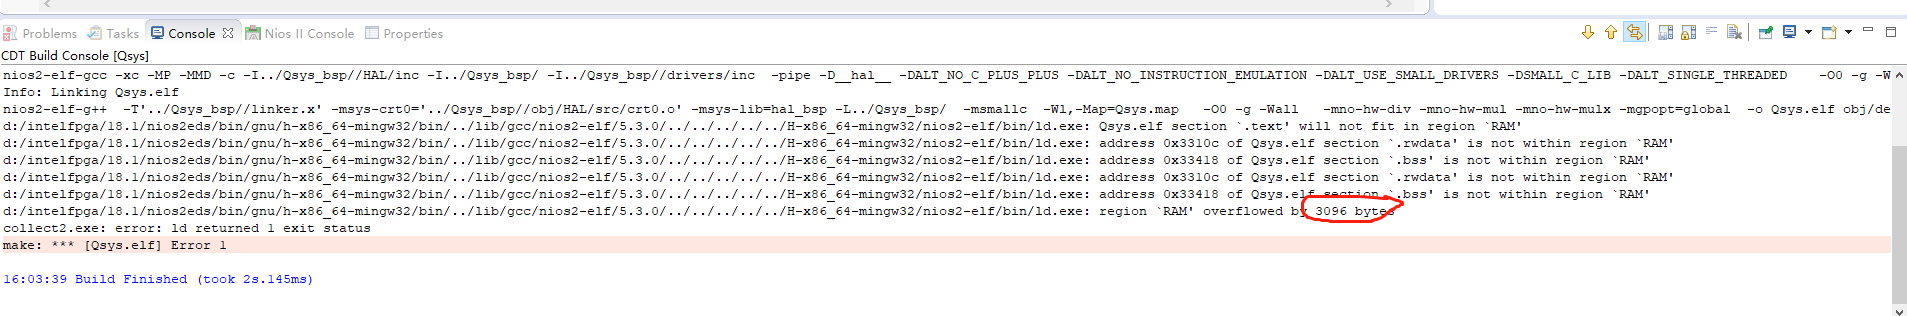 Problems Tasks Console Nios II Console Properties
CDT Build Console [Qsys]
nios2-elf-gcc -xc -MP -MMD -c -I../Qsys_bsp//HAL/inc -I../Qsys_bsp/ -I../Qsys_bsp//drivers/inc -pipe -D__hal__ -DALT_NO_C_PLUS_PLUS -DALT_NO_INSTRUCTION_EMULATION -DALT_USE_SMALL_DRIVERS -DSMALL_C_LIB -DALT_SINGLE_THREADED -O0 -g -W
Info: Linking Qsys.elf
nios2-elf-g++ -T'../Qsys_bsp//linker.x' -msys-crt0='../Qsys_bsp//obj/HAL/src/crt0.o' -msys-lib=hal_bsp -L../Qsys_bsp/ -msmallc -Wl,-Map=Qsys.map -O0 -g -Wall -mno-hw-div -mno-hw-mul -mno-hw-mulx -mgpopt=global -o Qsys.elf obj/de
d:/intelfpga/18.1/nios2eds/bin/gnu/h-x86_64-mingw32/bin/../lib/gcc/nios2-elf/5.3.0/../../../../../H-x86_64-mingw32/nios2-elf/bin/ld.exe: Qsys.elf section `.text' will not fit in region `RAM'
d:/intelfpga/18.1/nios2eds/bin/gnu/h-x86_64-mingw32/bin/../lib/gcc/nios2-elf/5.3.0/../../../../../H-x86_64-mingw32/nios2-elf/bin/ld.exe: address 0x3310c of Qsys.elf section `.rwdata' is not within region `RAM'
d:/intelfpga/18.1/nios2eds/bin/gnu/h-x86_64-mingw32/bin/../lib/gcc/nios2-elf/5.3.0/../../../../../H-x86_64-mingw32/nios2-elf/bin/ld.exe: address 0x33418 of Qsys.elf section `.bss' is not within region `RAM'
d:/intelfpga/18.1/nios2eds/bin/gnu/h-x86_64-mingw32/bin/../lib/gcc/nios2-elf/5.3.0/../../../../../H-x86_64-mingw32/nios2-elf/bin/ld.exe: address 0x3310c of Qsys.elf section `.rwdata' is not within region `RAM'
d:/intelfpga/18.1/nios2eds/bin/gnu/h-x86_64-mingw32/bin/../lib/gcc/nios2-elf/5.3.0/../../../../../H-x86_64-mingw32/nios2-elf/bin/ld.exe: address 0x33418 of Qsys.elf section `.bss' is not within region `RAM'
d:/intelfpga/18.1/nios2eds/bin/gnu/h-x86_64-mingw32/bin/../lib/gcc/nios2-elf/5.3.0/../../../../../H-x86_64-mingw32/nios2-elf/bin/ld.exe: region `RAM' overflowed by 3096 bytes
collect2.exe: error: ld returned 1 exit status
make: *** [Qsys.elf] Error 1
16:03:39 Build Finished (took 2s.145ms)